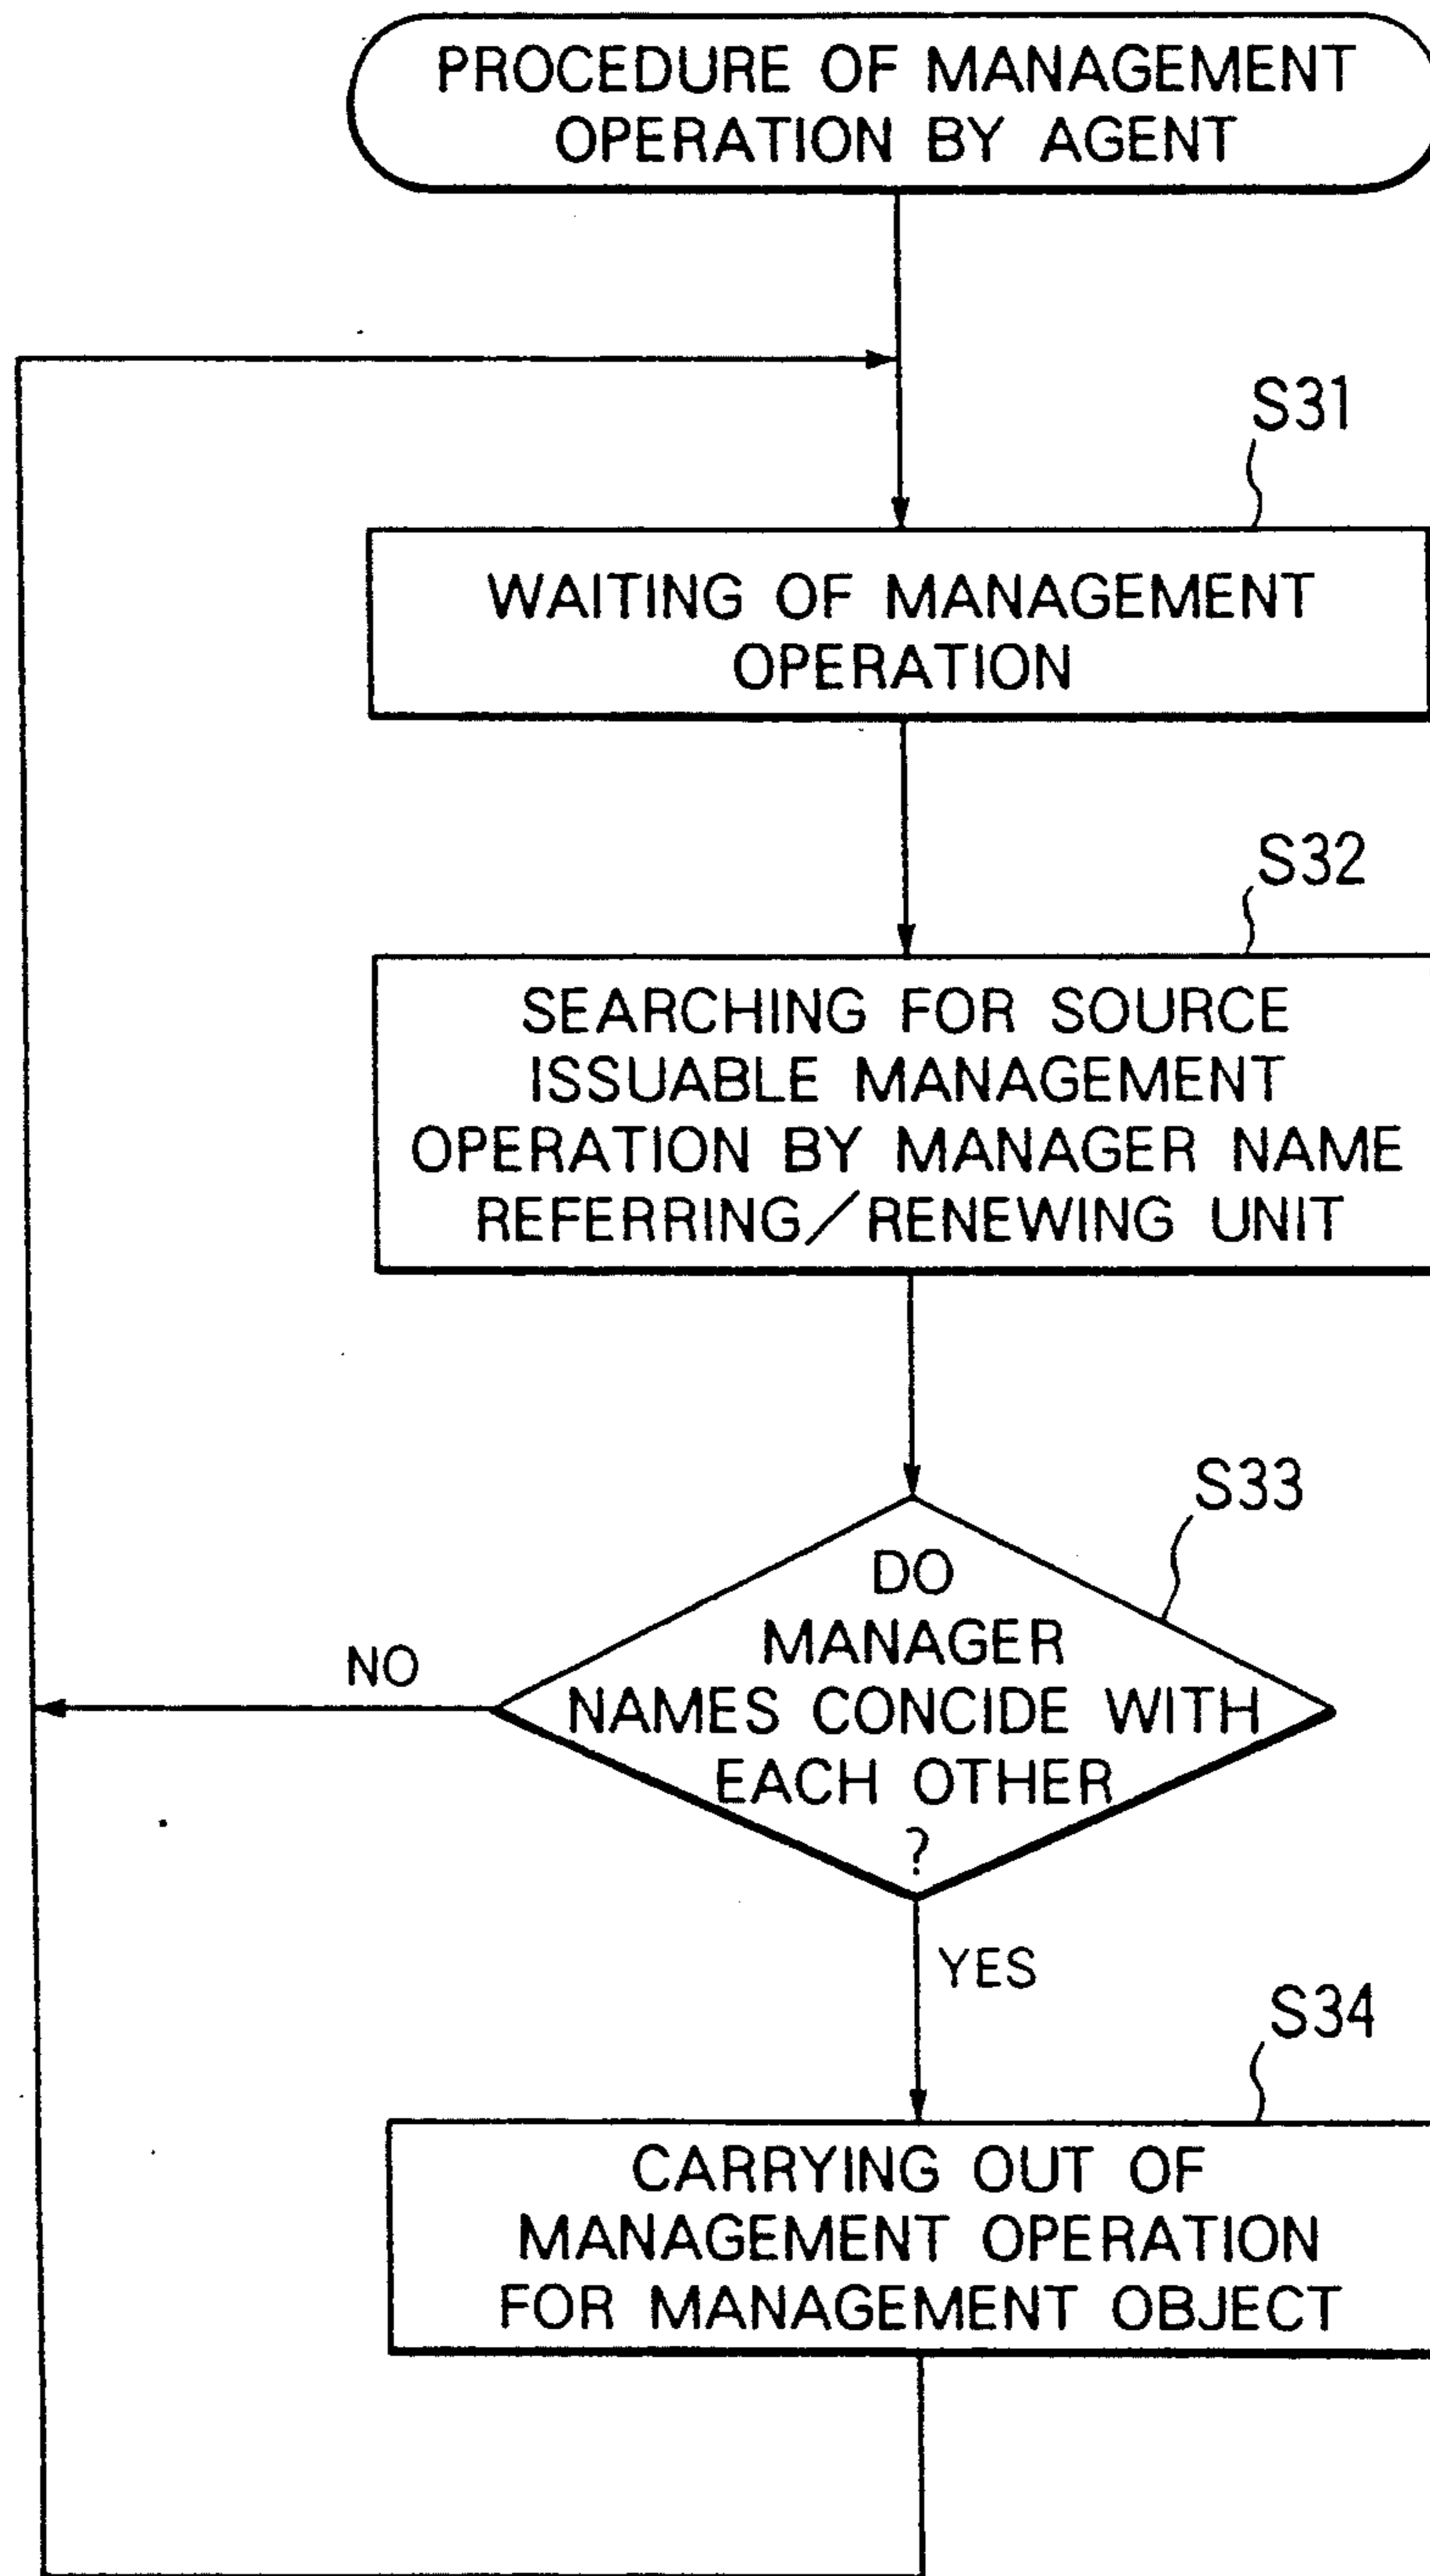 PROCEDURE OF MANAGEMENT
OPERATION BY AGENT
S31
WAITING OF MANAGEMENT
OPERATION
S32
SEARCHING FOR SOURCE
ISSUABLE MANAGEMENT
OPERATION BY MANAGER NAME
REFERRING/RENEWING UNIT
S33
DO
MANAGER
NAMES CONCIDE WITH
EACH OTHER
?
NO
YES
S34
CARRYING OUT OF
MANAGEMENT OPERATION
FOR MANAGEMENT OBJECT